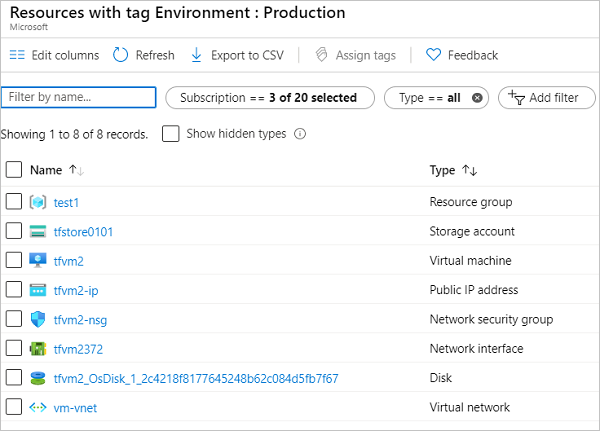 Resources with tag Environment : Production
Microsoft
Edit columns Refresh Export to CSV Assign tags Feedback
Filter by name... Subscription == 3 of 20 selected Type == all Add filter
Showing 1 to 8 of 8 records. Show hidden types
Name Type
test1 Resource group
tfstore0101 Storage account
tfvm2 Virtual machine
tfvm2-ip Public IP address
tfvm2-nsg Network security group
tfvm2372 Network interface
tfvm2_OsDisk_1_2c4218f8177645248b62c084d5fb7f67 Disk
vm-vnet Virtual network